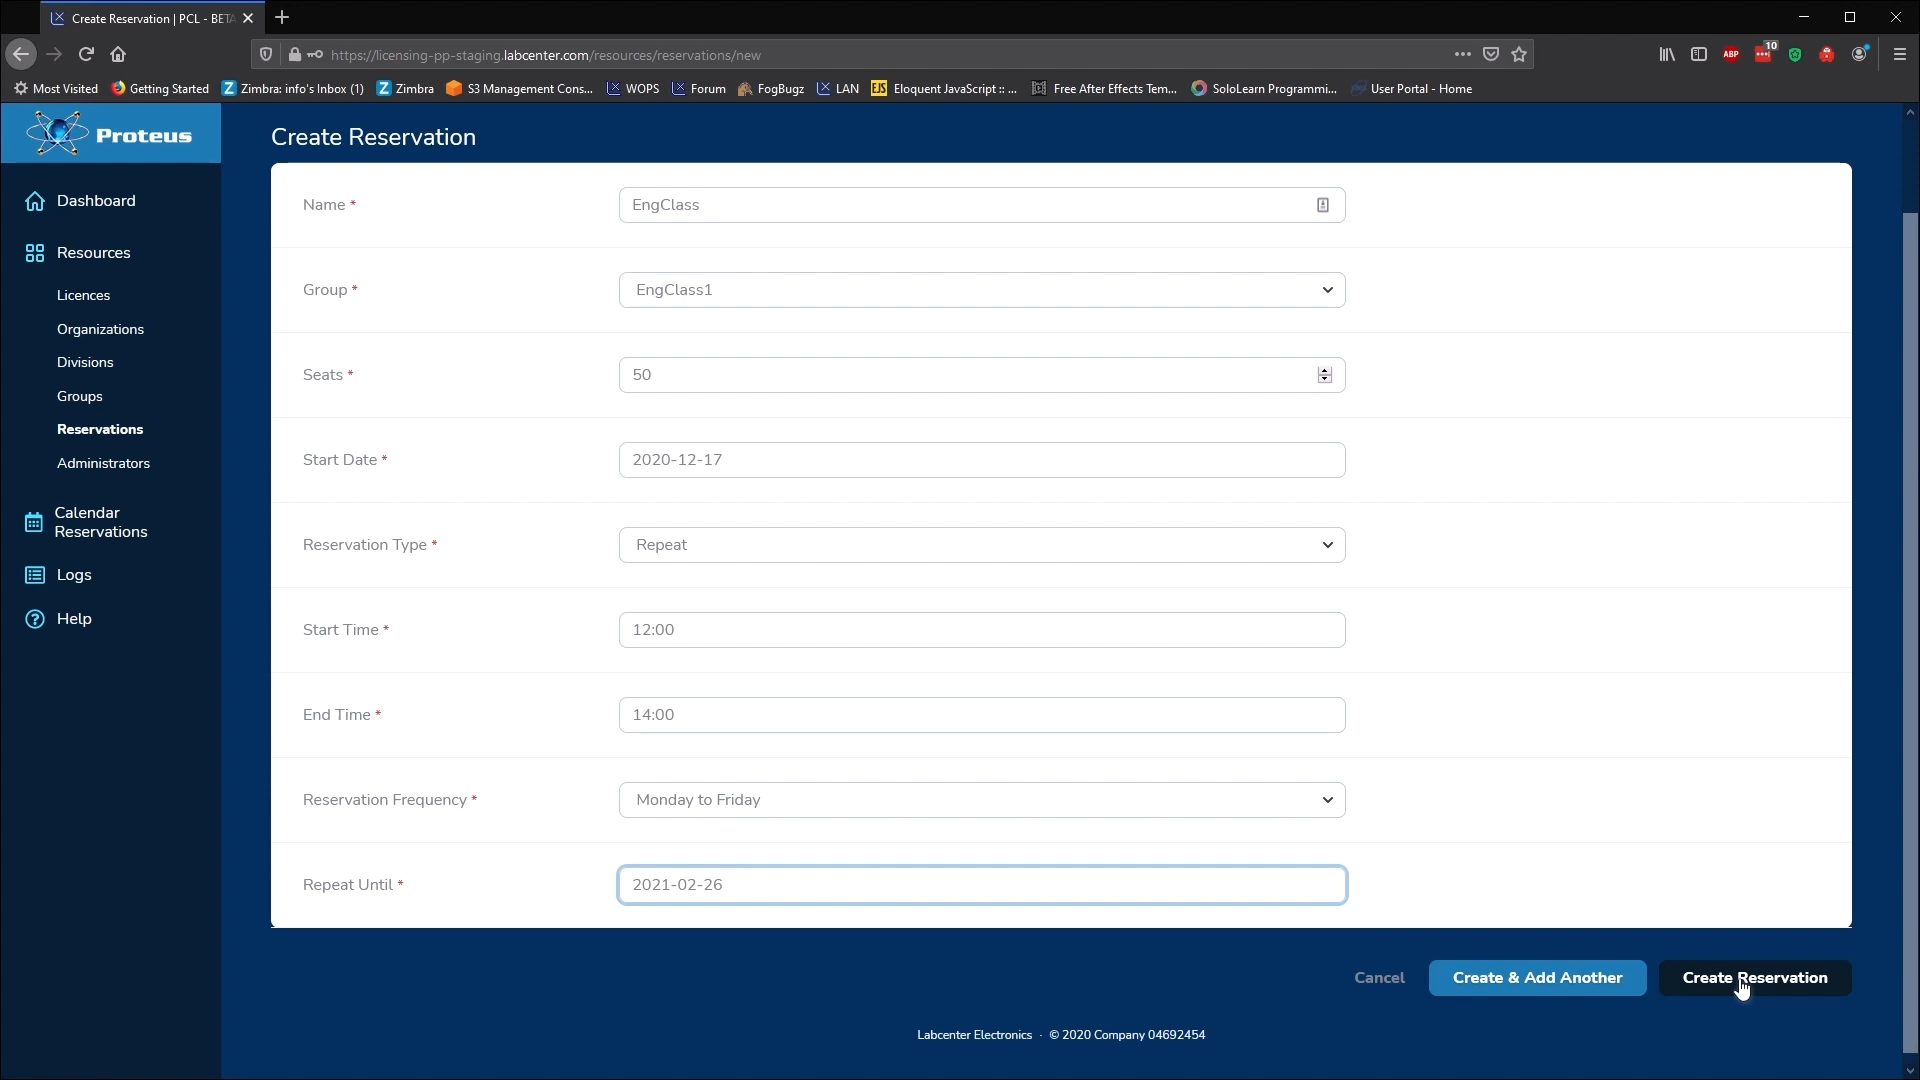 Create Reservation | PCL - BETA
https://licensing-pp-staging.labcenter.com/resources/reservations/new
ABP
10
Most Visited
Getting Started
Zimbra: info's Inbox (1)
Zimbra
S3 Management Cons...
WOPS
Forum
FogBugz
LAN
EJS
Eloquent JavaScript :: ...
Free After Effects Tem...
SoloLearn Programmi...
User Portal - Home
Proteus
Dashboard
Resources
Licences
Organizations
Divisions
Groups
Reservations
Administrators
Calendar
Reservations
Logs
? Help
Create Reservation
Name * EngClass
Group * EngClass1
Seats * 50
Start Date * 2020-12-17
Reservation Type * Repeat
Start Time * 12:00
End Time * 14:00
Reservation Frequency * Monday to Friday
Repeat Until * 2021-02-26
Cancel
Create & Add Another
Create Reservation
Labcenter Electronics · © 2020 Company 04692454